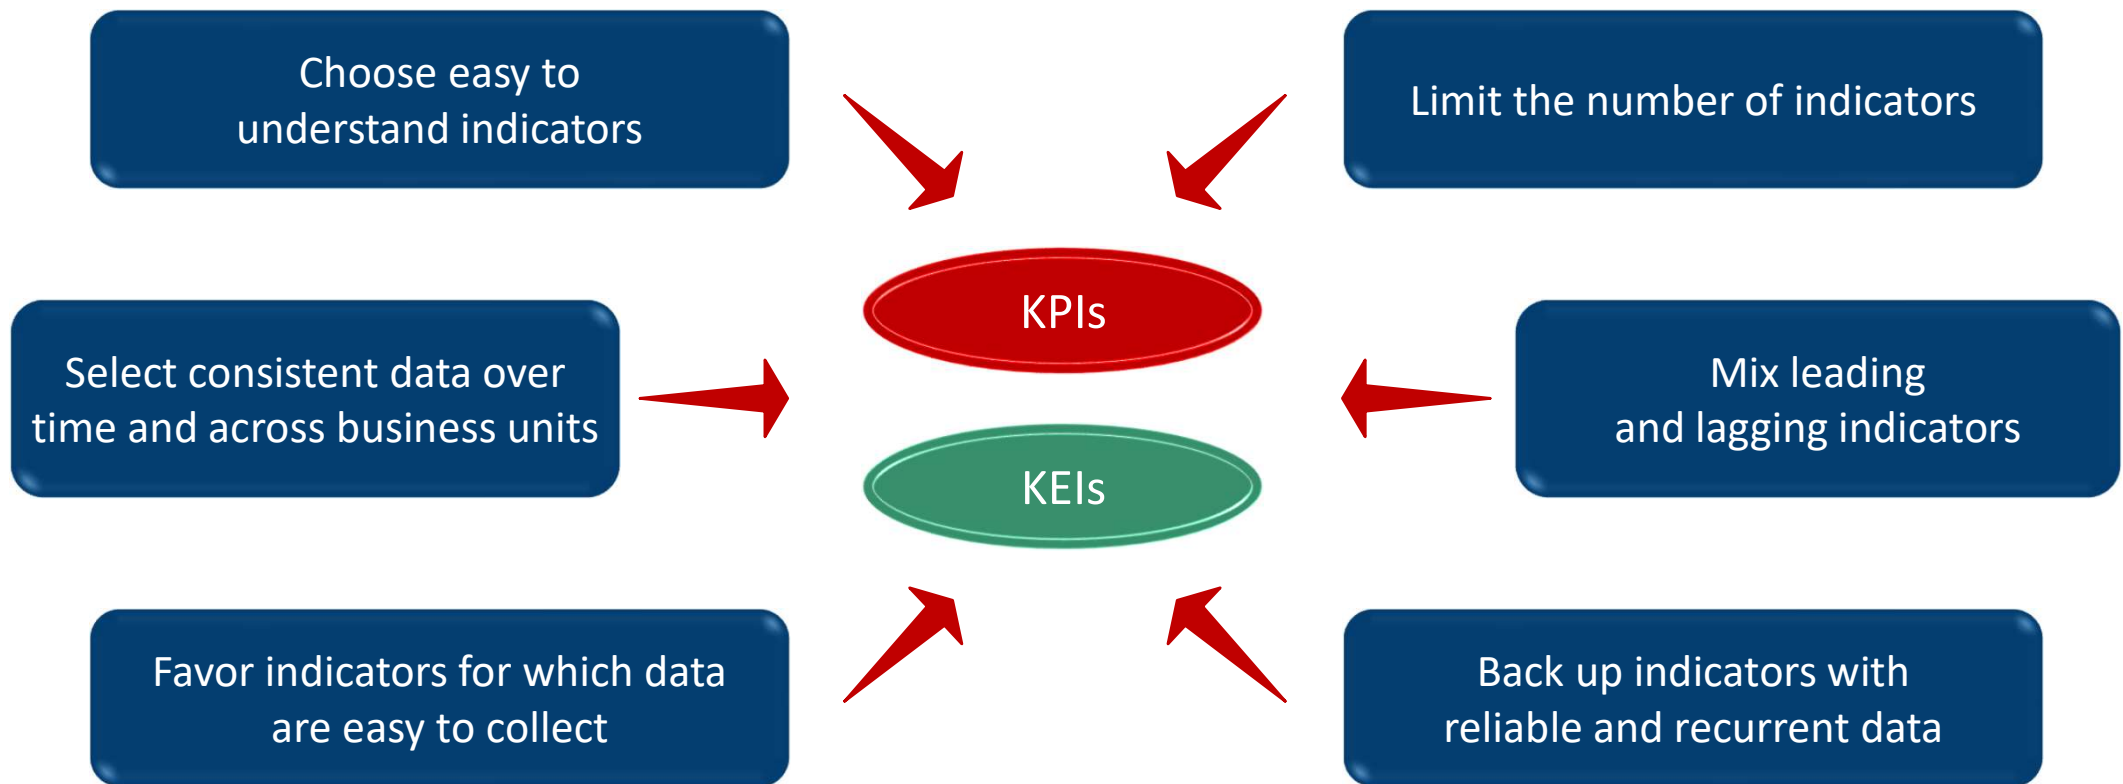 Choose easy to
understand indicators
Limit the number of indicators
KPIs
Select consistent data over
time and across business units
Mix leading
and lagging indicators
KEIs
Favor indicators for which data
are easy to collect
Back up indicators with
reliable and recurrent data